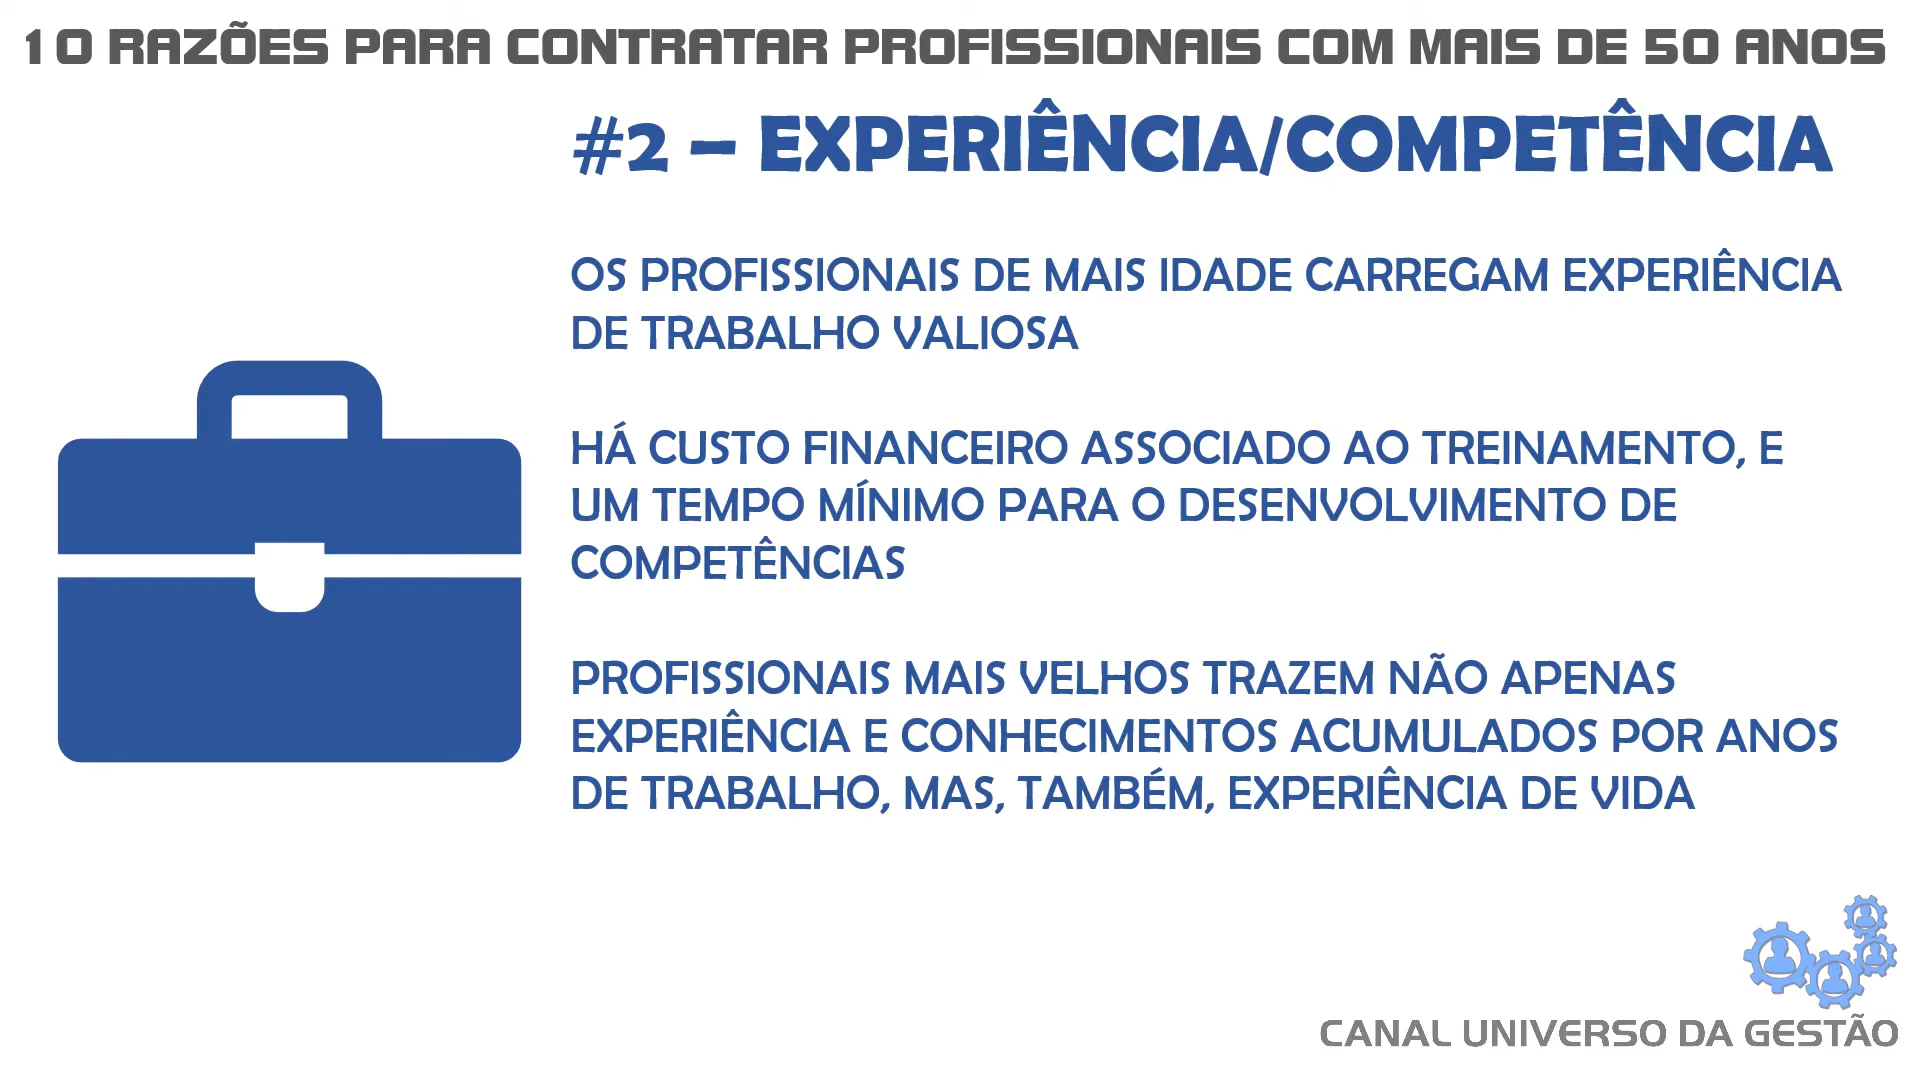 10 RAZÕES PARA CONTRATAR PROFISSIONAIS COM MAIS DE 50 ANOS
#2 – EXPERIÊNCIA/COMPETÊNCIA
OS PROFISSIONAIS DE MAIS IDADE CARREGAM EXPERIÊNCIA
DE TRABALHO VALIOSA
HÁ CUSTO FINANCEIRO ASSOCIADO AO TREINAMENTO, E
UM TEMPO MÍNIMO PARA O DESENVOLVIMENTO DE
COMPETÊNCIAS
PROFISSIONAIS MAIS VELHOS TRAZEM NÃO APENAS
EXPERIÊNCIA E CONHECIMENTOS ACUMULADOS POR ANOS
DE TRABALHO, MAS, TAMBÉM, EXPERIÊNCIA DE VIDA
CANAL UNIVERSO DA GESTÃO